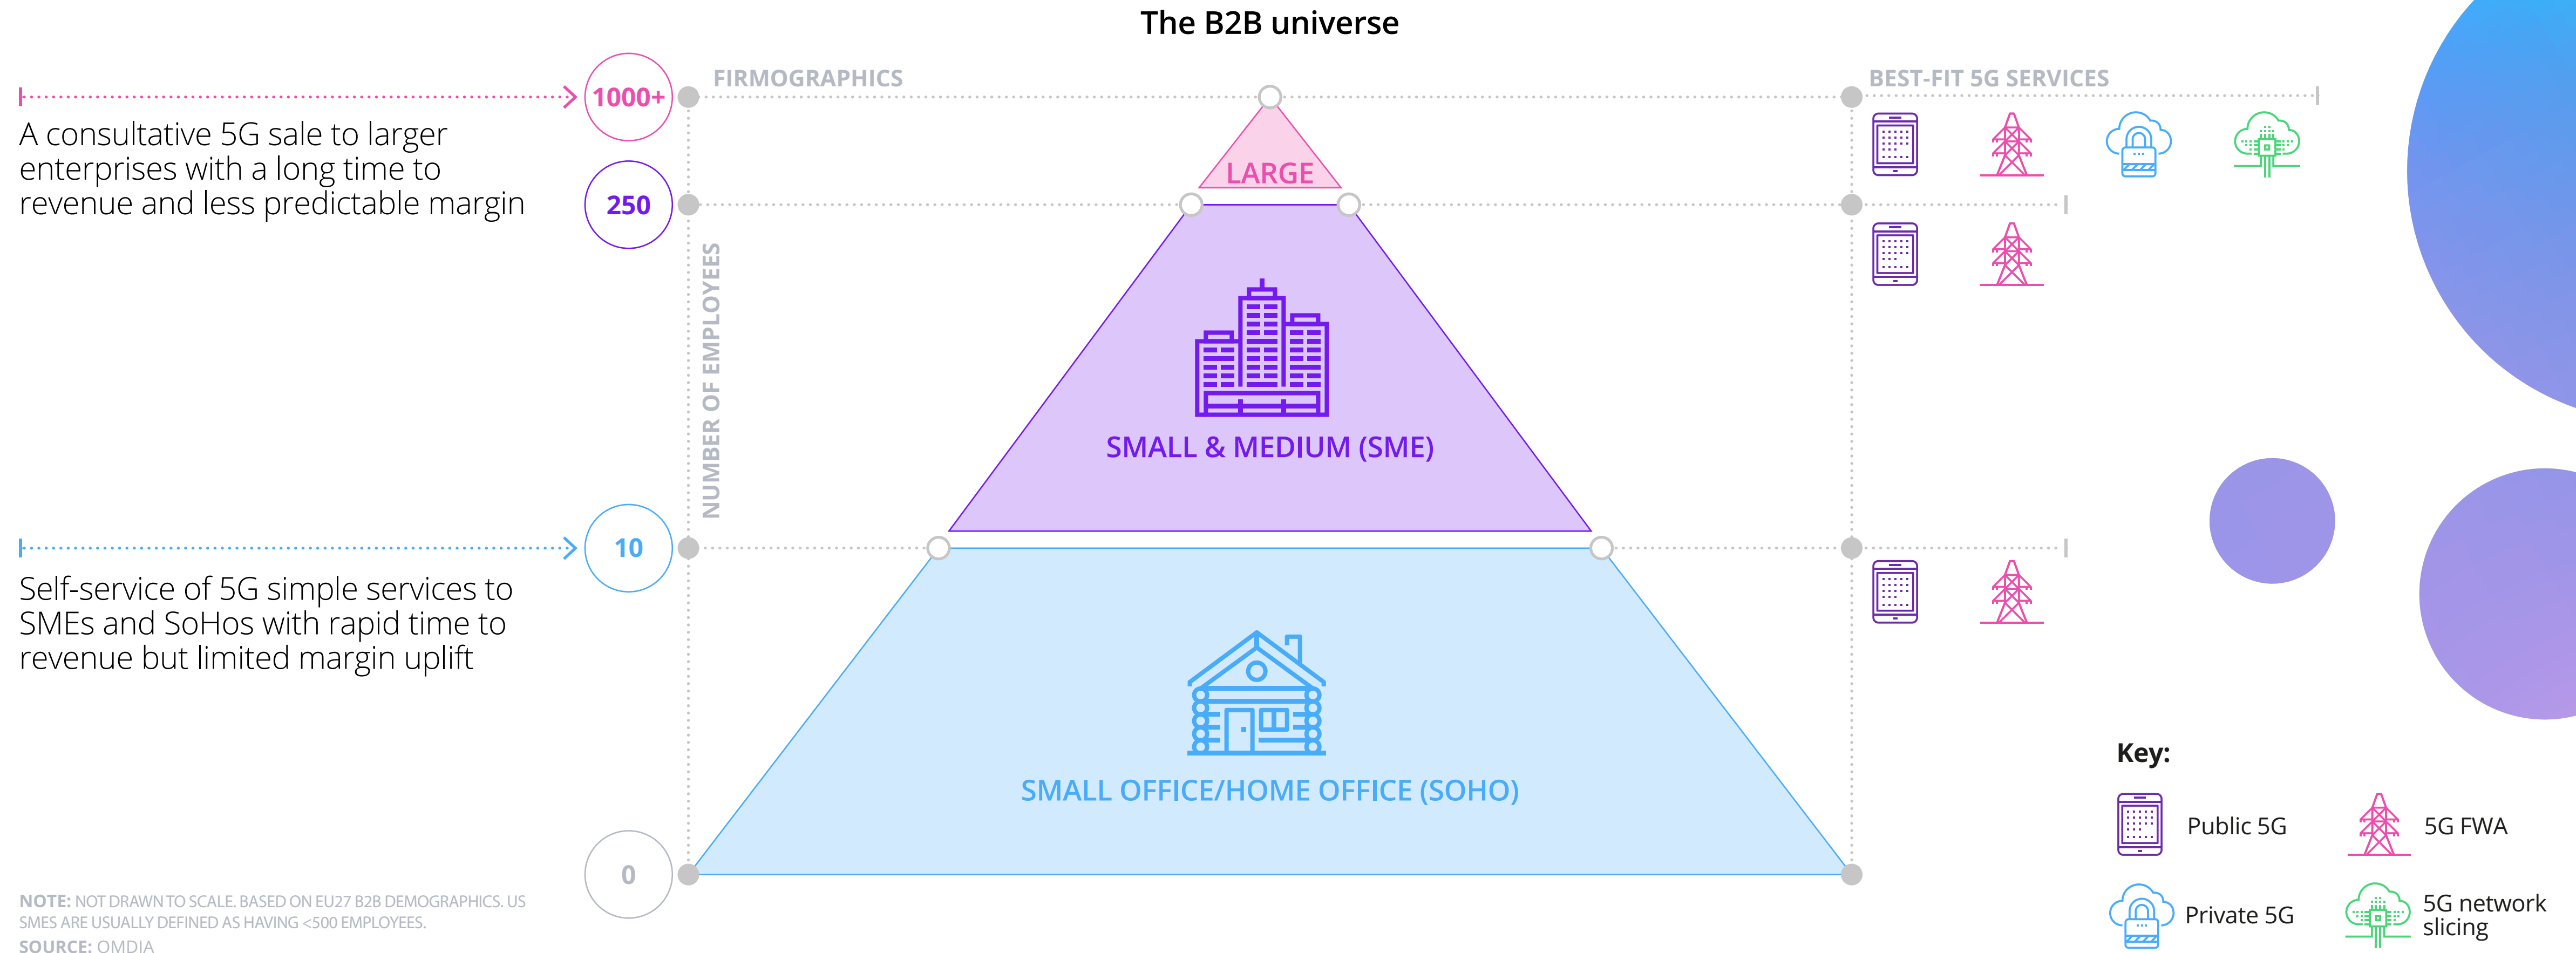 The B2B universe
1000+
FIRMOGRAPHICS
BEST-FIT 5G SERVICES
A consultative 5G sale to larger
enterprises with a long time to
revenue and less predictable margin
LARGE
250
NUMBER OF EMPLOYEES
SMALL & MEDIUM (SME)
10
Self-service of 5G simple services to
SMEs and SoHos with rapid time to
revenue but limited margin uplift
SMALL OFFICE/HOME OFFICE (SOHO)
0
Key:
Public 5G
5G FWA
Private 5G
5G network
slicing
NOTE: NOT DRAWN TO SCALE. BASED ON EU27 B2B DEMOGRAPHICS. US
SMES ARE USUALLY DEFINED AS HAVING <500 EMPLOYEES.
SOURCE: OMDIA